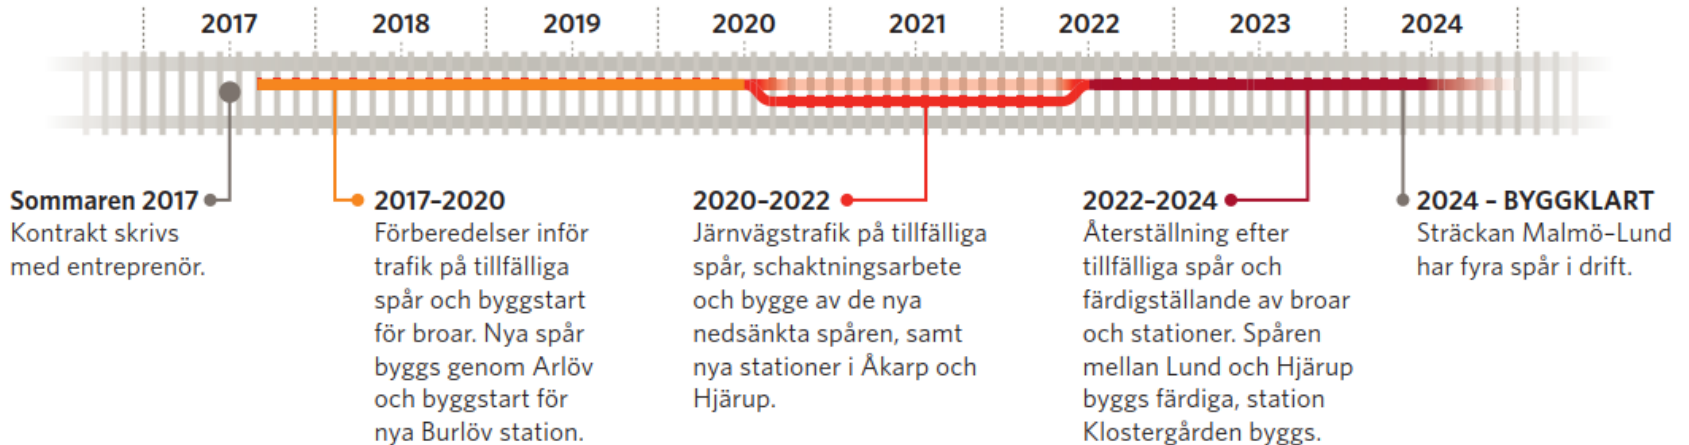 2017 2018 2019 2020 2021 2022 2023 2024
Sommaren 2017
Kontrakt skrivs
med entreprenör.
2017–2020
Förberedelser inför
trafik på tillfälliga
spår och byggstart
för broar. Nya spår
byggs genom Arlöv
och byggstart för
nya Burlöv station.
2020–2022
Järnvägstrafik på tillfälliga
spår, schaktningsarbete
och bygge av de nya
nedsänkta spåren, samt
nya stationer i Åkarp och
Hjärup.
2022–2024
Återställning efter
tillfälliga spår och
färdigställande av broar
och stationer. Spåren
mellan Lund och Hjärup
byggs färdiga, station
Klostergården byggs.
2024 – BYGGKLART
Sträckan Malmö–Lund
har fyra spår i drift.